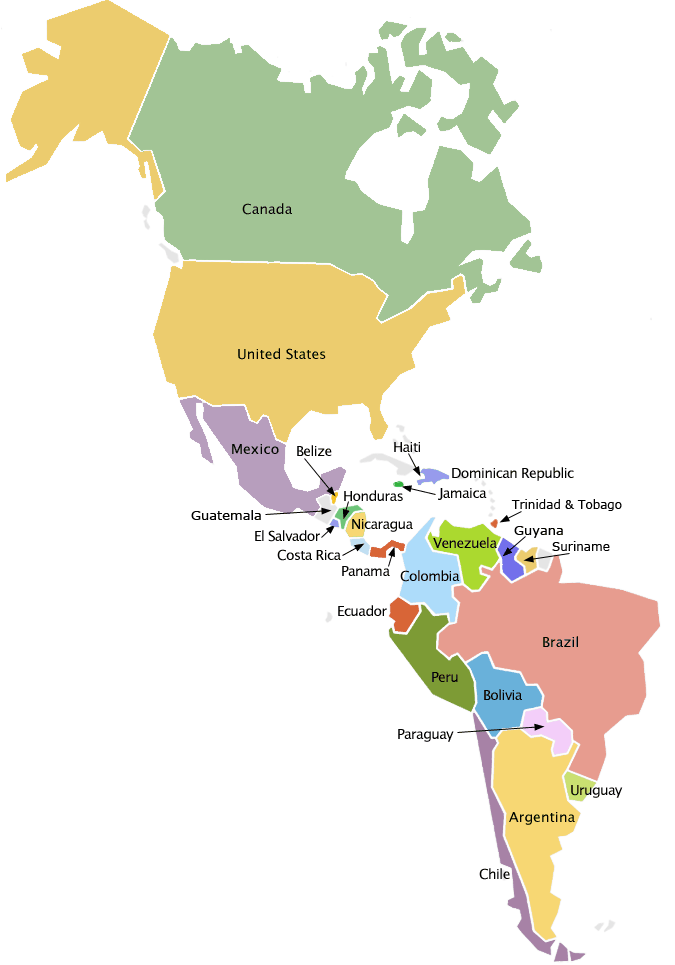 Canada
United States
Mexico
Belize
Haiti
Dominican Republic
Jamaica
Honduras
Guatemala
Nicaragua
El Salvador
Costa Rica
Panama
Trinidad & Tobago
Guyana
Venezuela
Suriname
Colombia
Ecuador
Brazil
Peru
Bolivia
Paraguay
Uruguay
Argentina
Chile